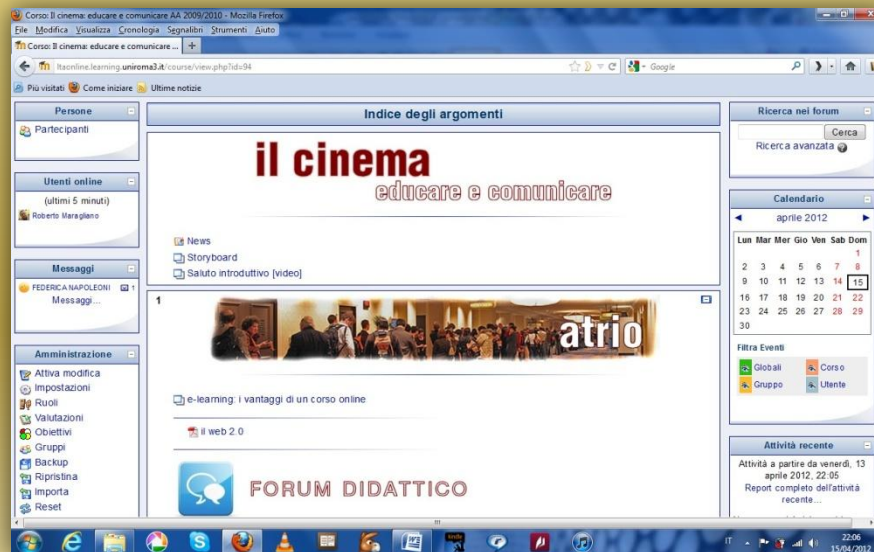 Corso: Il cinema: educare e comunicare AA 2009/2010 - Mozilla Firefox
File Modifica Visualizza Cronologia Segnalibri Strumenti Aiuto
Corso: Il cinema: educare e comunicare ...
ltaonline.learning.uniroma3.it/course/view.php?id=94
Google
Più visitati Come iniziare Ultime notizie
Persone
Partecipanti
Utenti online
(ultimi 5 minuti)
Roberto Maragliano
Messaggi
FEDERICA NAPOLEONI 1
Messaggi...
Amministrazione
Attiva modifica
Impostazioni
Ruoli
Valutazioni
Obiettivi
Gruppi
Backup
Ripristina
Importa
Reset
Indice degli argomenti
il cinema
educare e comunicare
News
Storyboard
Saluto introduttivo [video]
1
atrio
e-learning: i vantaggi di un corso online
il web 2.0
FORUM DIDATTICO
Ricerca nei forum
Cerca
Ricerca avanzata
Calendario
aprile 2012
Lun Mar Mer Gio Ven Sab Dom
1
2 3 4 5 6 7 8
9 10 11 12 13 14 15
16 17 18 19 20 21 22
23 24 25 26 27 28 29
30
Filtra Eventi
Globali Corso
Gruppo Utente
Attività recente
Attività a partire da venerdì, 13
aprile 2012, 22:05
Report completo dell'attività
recente...
IT
22:06
15/04/2012